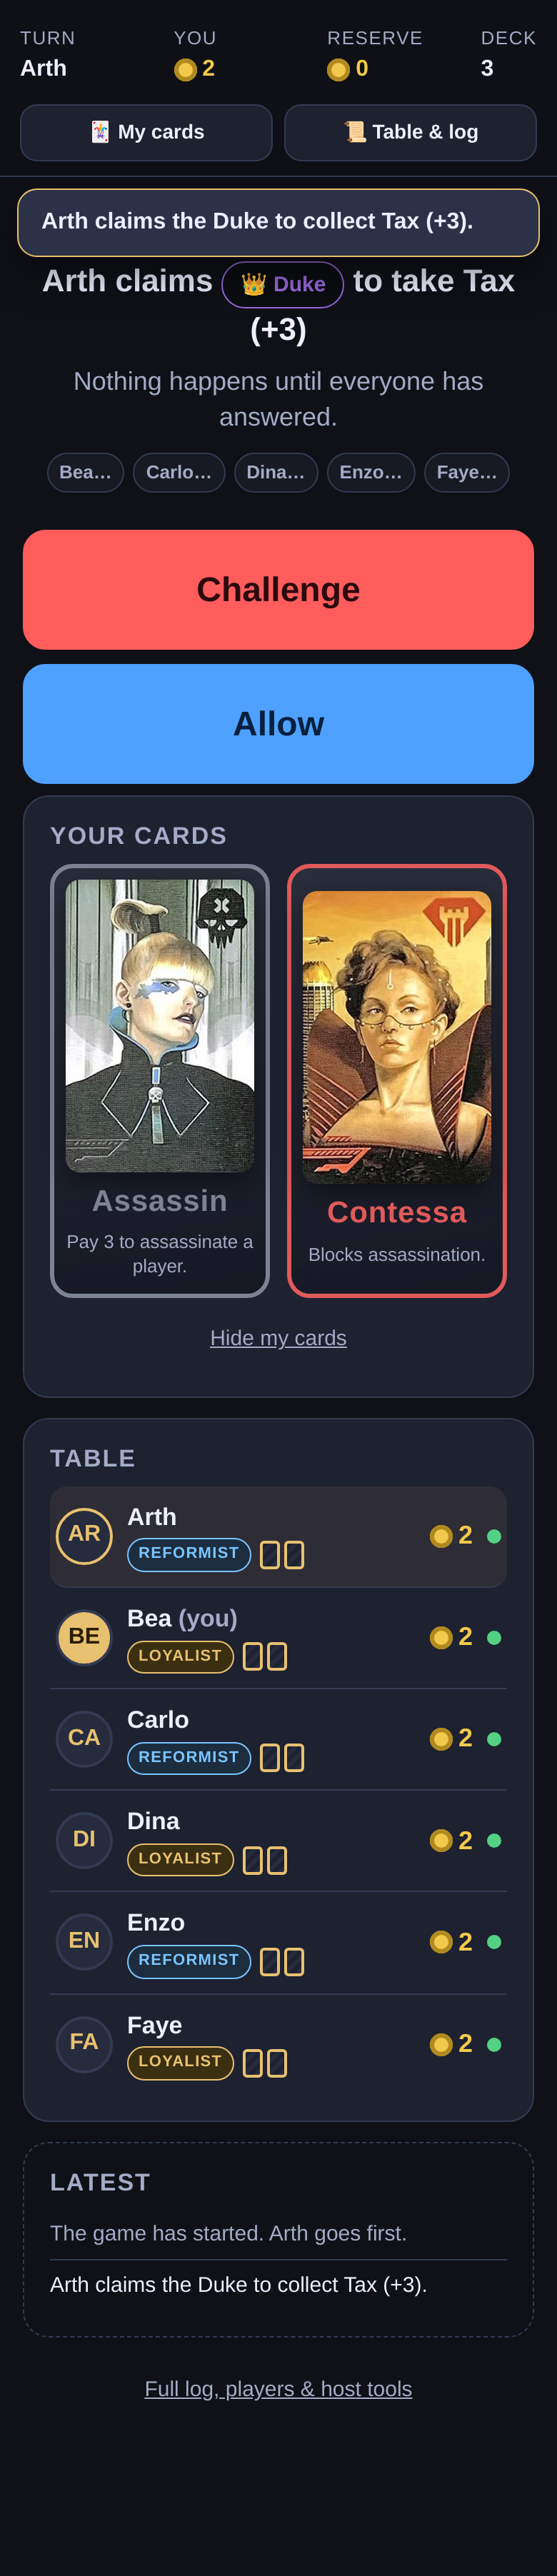 TURN YOU RESERVE DECK
Arth 2 0 3
🃏 My cards 📜 Table & log
Arth claims the Duke to collect Tax (+3).
Arth claims 👑 Duke to take Tax
(+3)
Nothing happens until everyone has
answered.
Bea… Carlo… Dina… Enzo… Faye…
Challenge
Allow
YOUR CARDS
Assassin
Pay 3 to assassinate a
player.
Contessa
Blocks assassination.
Hide my cards
TABLE
AR Arth 2
REFORMIST
BE Bea (you) 2
LOYALIST
CA Carlo 2
REFORMIST
DI Dina 2
LOYALIST
EN Enzo 2
REFORMIST
FA Faye 2
LOYALIST
LATEST
The game has started. Arth goes first.
Arth claims the Duke to collect Tax (+3).
Full log, players & host tools